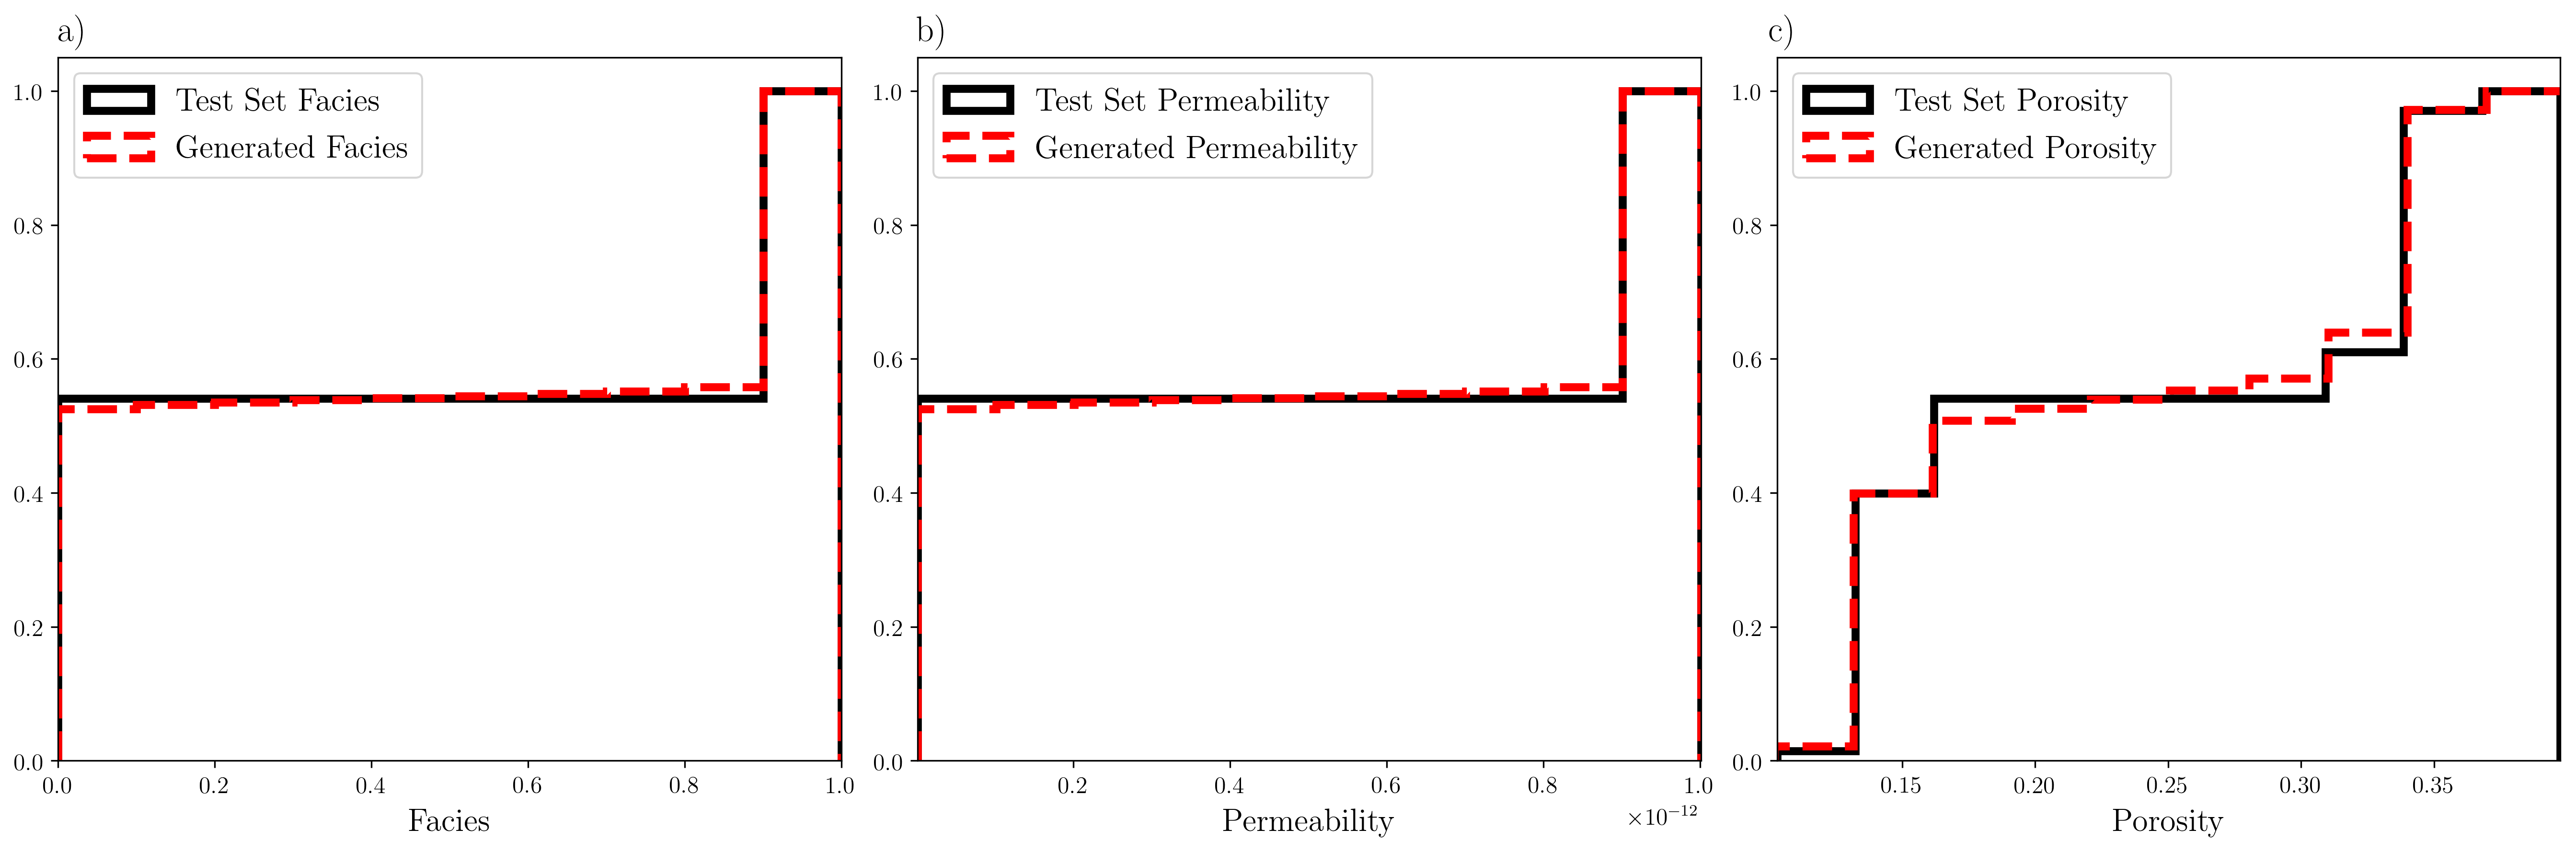 a)
Test Set Facies
Generated Facies
1.0
0.8
0.6
0.4
0.2
0.0
0.0 0.2 0.4 0.6 0.8 1.0
Facies
b)
Test Set Permeability
Generated Permeability
1.0
0.8
0.6
0.4
0.2
0.0
0.2 0.4 0.6 0.8 1.0
×10⁻¹²
Permeability
c)
Test Set Porosity
Generated Porosity
1.0
0.8
0.6
0.4
0.2
0.0
0.15 0.20 0.25 0.30 0.35
Porosity